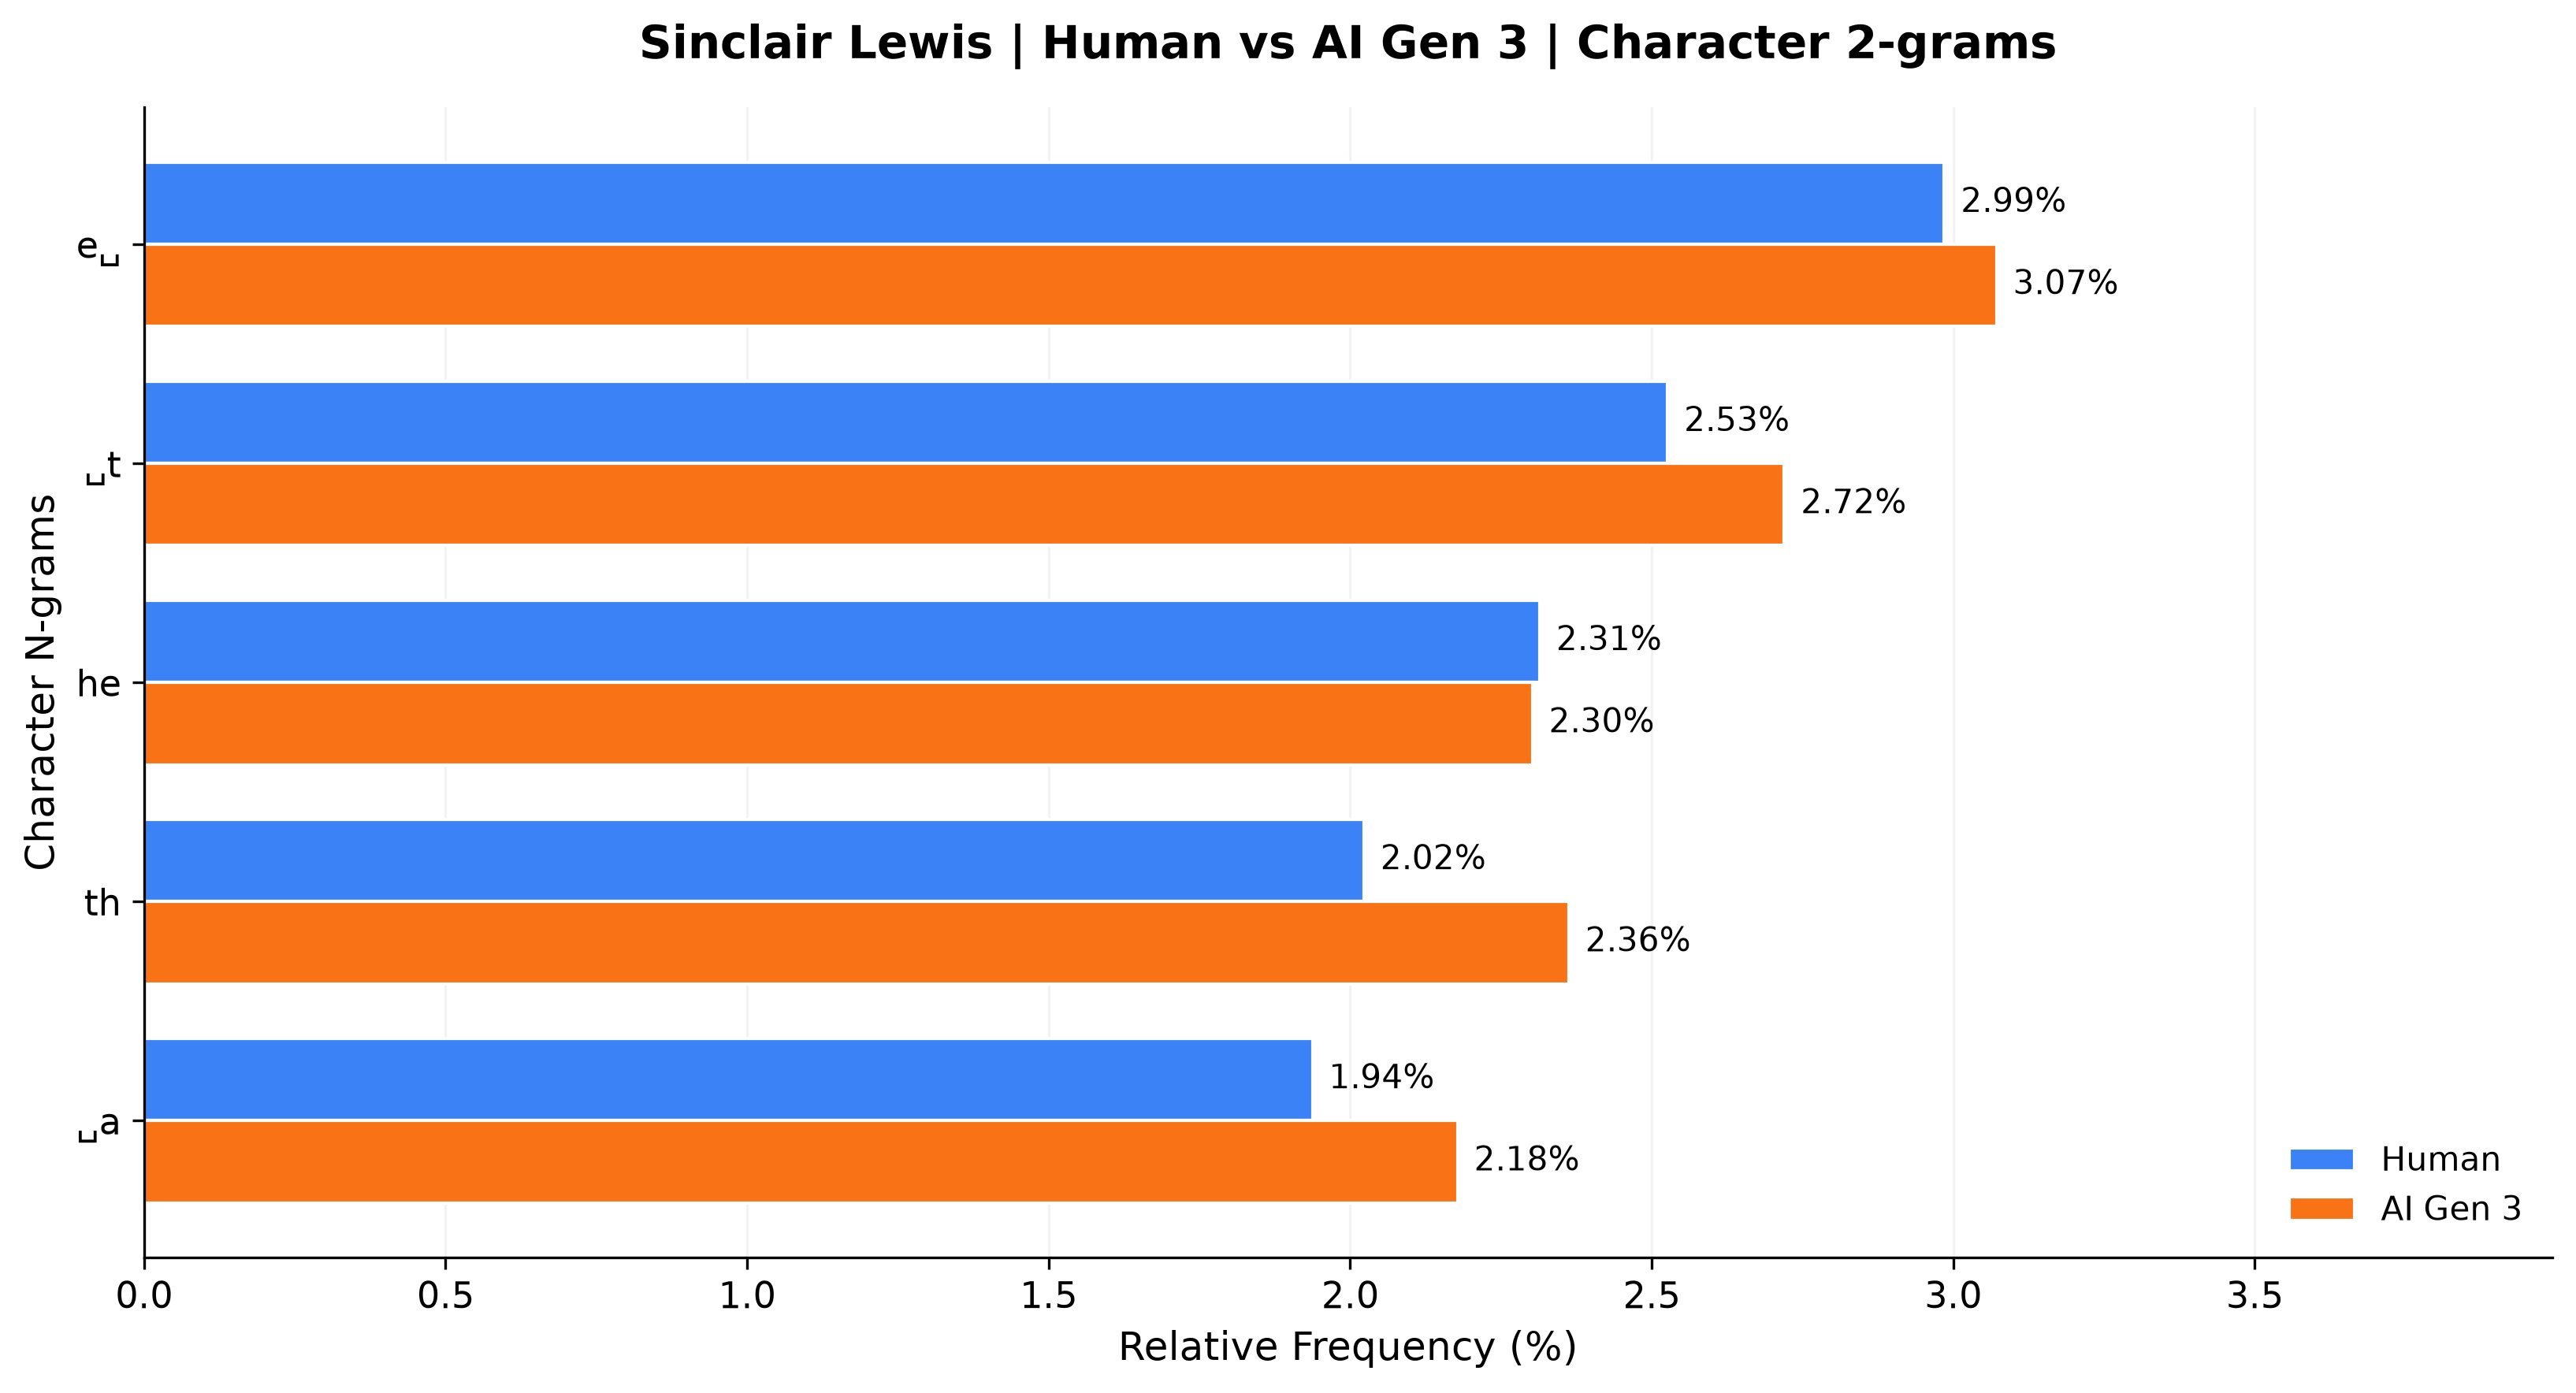 Sinclair Lewis | Human vs AI Gen 3 | Character 2-grams
Character N-grams
e␣
2.99%
3.07%
␣t
2.53%
2.72%
he
2.31%
2.30%
th
2.02%
2.36%
␣a
1.94%
2.18%
Human
AI Gen 3
0.0 0.5 1.0 1.5 2.0 2.5 3.0 3.5
Relative Frequency (%)